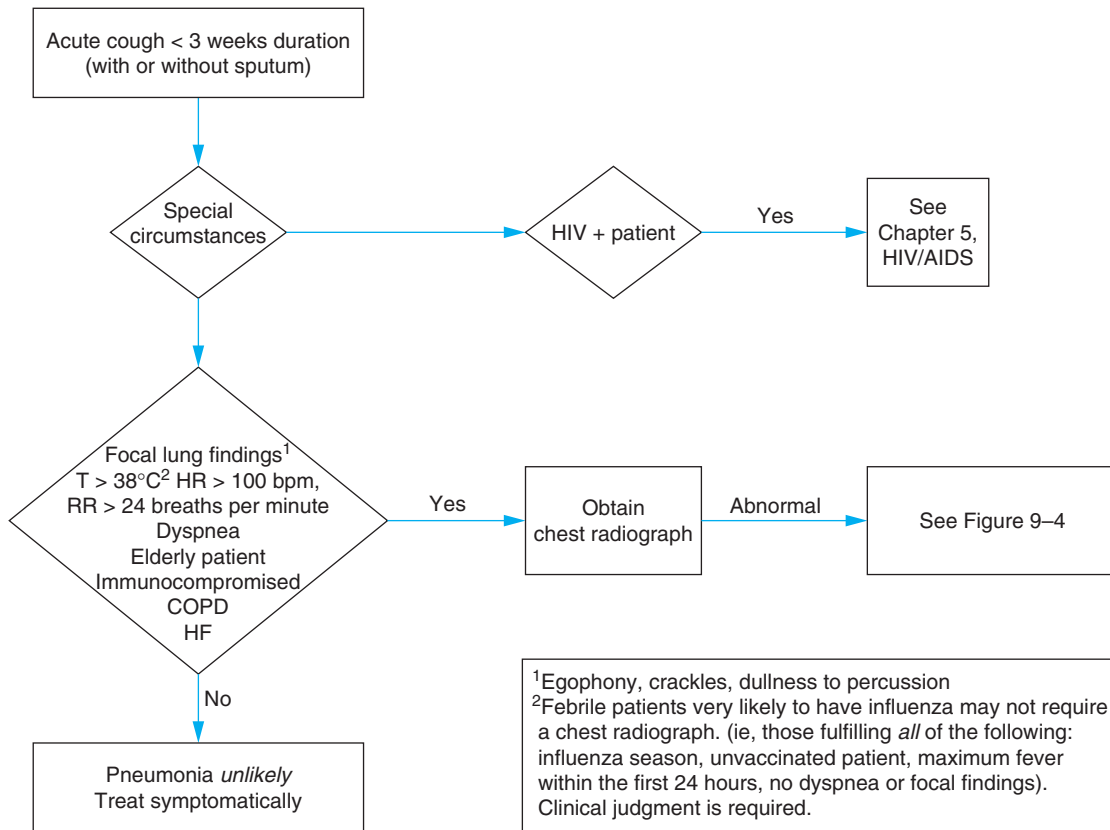 Acute cough < 3 weeks duration
(with or without sputum)
Special
circumstances
HIV + patient
Yes
See
Chapter 5,
HIV/AIDS
Focal lung findings¹
T > 38°C² HR > 100 bpm,
RR > 24 breaths per minute
Dyspnea
Elderly patient
Immunocompromised
COPD
HF
Yes
Obtain
chest radiograph
Abnormal
See Figure 9–4
No
Pneumonia unlikely
Treat symptomatically
¹Egophony, crackles, dullness to percussion
²Febrile patients very likely to have influenza may not require
a chest radiograph. (ie, those fulfilling all of the following:
influenza season, unvaccinated patient, maximum fever
within the first 24 hours, no dyspnea or focal findings).
Clinical judgment is required.